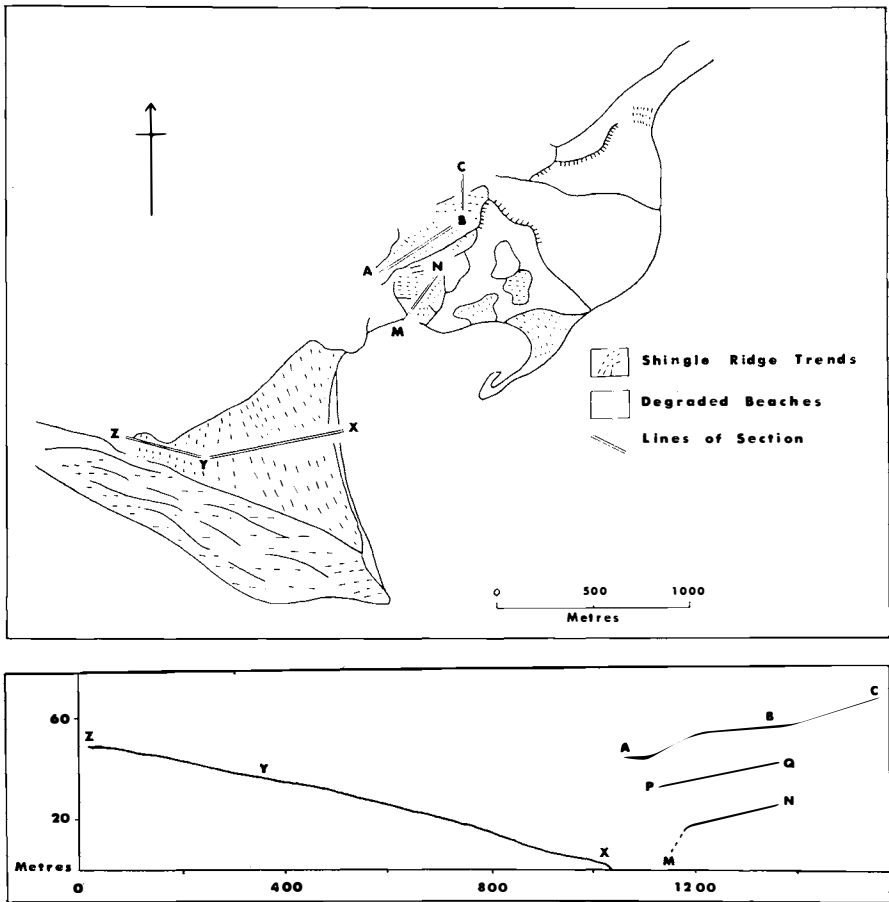 C
B
A
N
M
Shingle Ridge Trends
Degraded Beaches
Lines of Section
Z
Y
X
0 500 1000
Metres
60
20
Metres
Z
Y
X
A
B
C
P
Q
N
M
0 400 800 1200